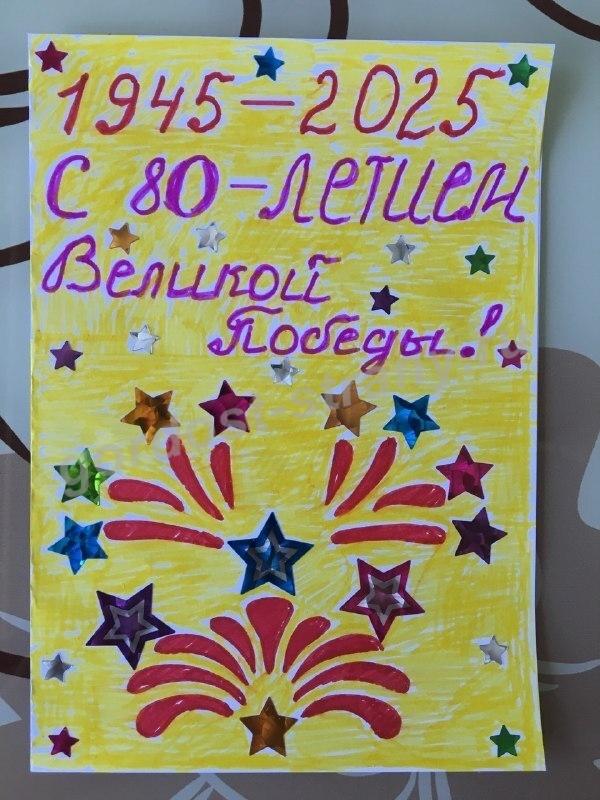 1945-2025
С 80-летием
Великой
Победы!